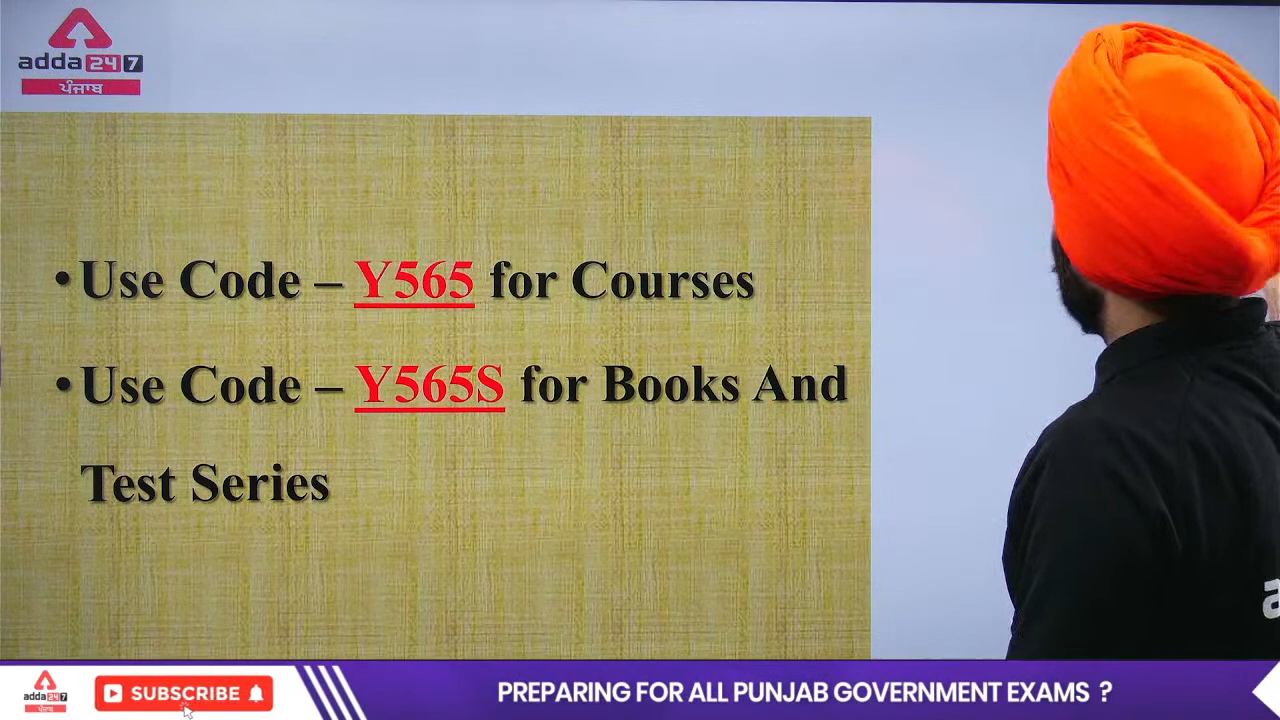 adda247
ਪੰਜਾਬ
• Use Code – Y565 for Courses
• Use Code – Y565S for Books And
Test Series
adda247
ਪੰਜਾਬ
SUBSCRIBE
PREPARING FOR ALL PUNJAB GOVERNMENT EXAMS ?